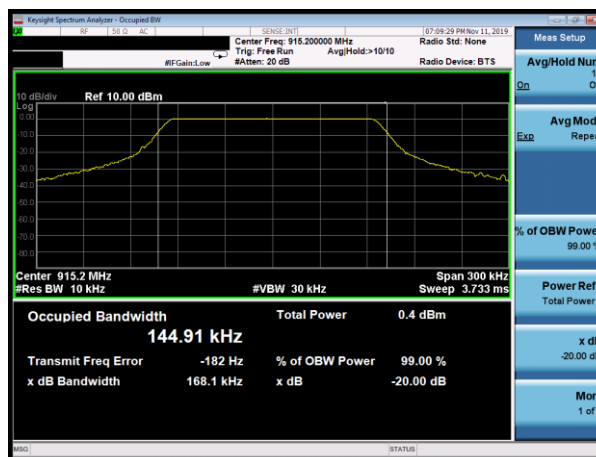 Keysight Spectrum Analyzer - Occupied BW
RF 50 Ω AC SENSE:INT 07:09:29 PM Nov 11, 2019
Center Freq: 915.200000 MHz Radio Std: None
Trig: Free Run Avg|Hold:>10/10
#IFGain:Low #Atten: 20 dB Radio Device: BTS
10 dB/div Ref 10.00 dBm
Log
0.00
-10.0
-20.0
-30.0
-40.0
-50.0
-60.0
-70.0
-80.0
Center 915.2 MHz Span 300 kHz
#Res BW 10 kHz #VBW 30 kHz Sweep 3.733 ms
Occupied Bandwidth Total Power 0.4 dBm
144.91 kHz
Transmit Freq Error -182 Hz % of OBW Power 99.00 %
x dB Bandwidth 168.1 kHz x dB -20.00 dB
MSG STATUS
Meas Setup
Avg/Hold Num
1
On O
Avg Mod
Exp Repea
% of OBW Power
99.00 %
Power Ref
Total Power
x dB
-20.00 dB
Mor
1 of